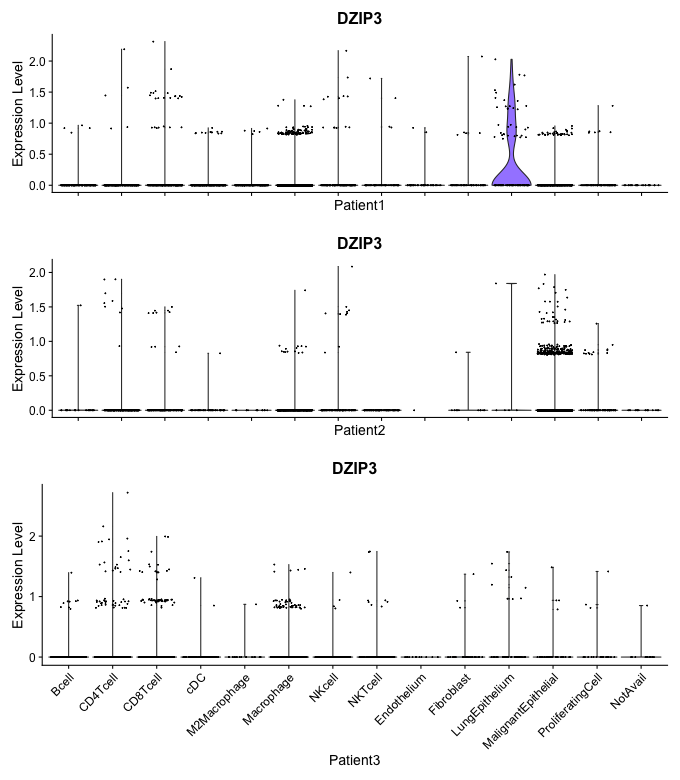 DZIP3
Expression Level
2.0
1.5
1.0
0.5
0.0
Patient1
DZIP3
Expression Level
2.0
1.5
1.0
0.5
0.0
Patient2
DZIP3
Expression Level
2
1
0
Bcell
CD4Tcell
CD8Tcell
cDC
M2Macrophage
Macrophage
NKcell
NKTcell
Endothelium
Fibroblast
LungEpithelium
MalignantEpithelial
ProliferatingCell
NotAvail
Patient3